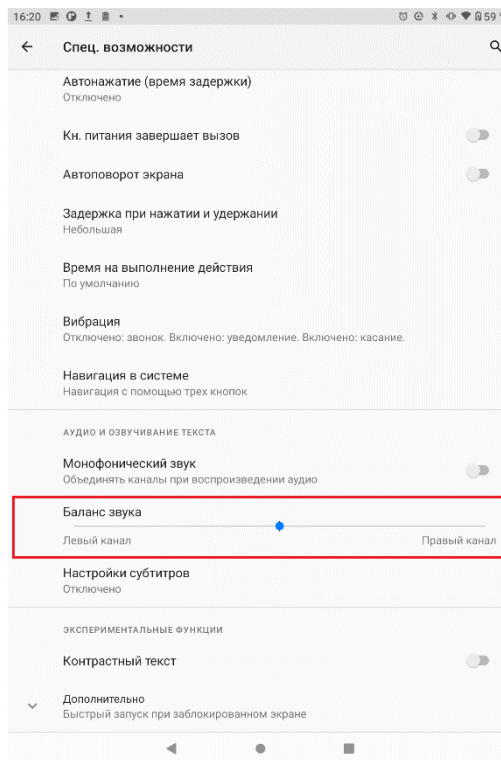 16:20
59
Спец. возможности
Автонажатие (время задержки)
Отключено
Кн. питания завершает вызов
Автоповорот экрана
Задержка при нажатии и удержании
Небольшая
Время на выполнение действия
По умолчанию
Вибрация
Отключено: звонок. Включено: уведомление. Включено: касание.
Навигация в системе
Навигация с помощью трех кнопок
АУДИО И ОЗВУЧИВАНИЕ ТЕКСТА
Монофонический звук
Объединять каналы при воспроизведении аудио
Баланс звука
Левый канал
Правый канал
Настройки субтитров
Отключено
ЭКСПЕРИМЕНТАЛЬНЫЕ ФУНКЦИИ
Контрастный текст
Дополнительно
Быстрый запуск при заблокированном экране